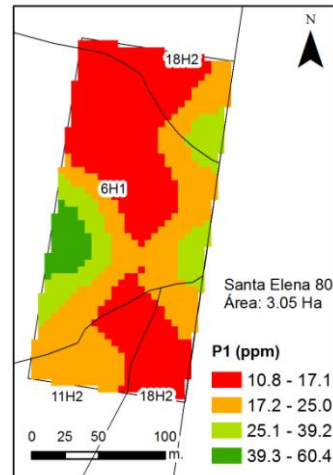 N
18H2
6H1
Santa Elena 80
Área: 3.05 Ha
P1 (ppm)
10.8 - 17.1
17.2 - 25.0
25.1 - 39.2
39.3 - 60.4
11H2
18H2
0 25 50 100
m.